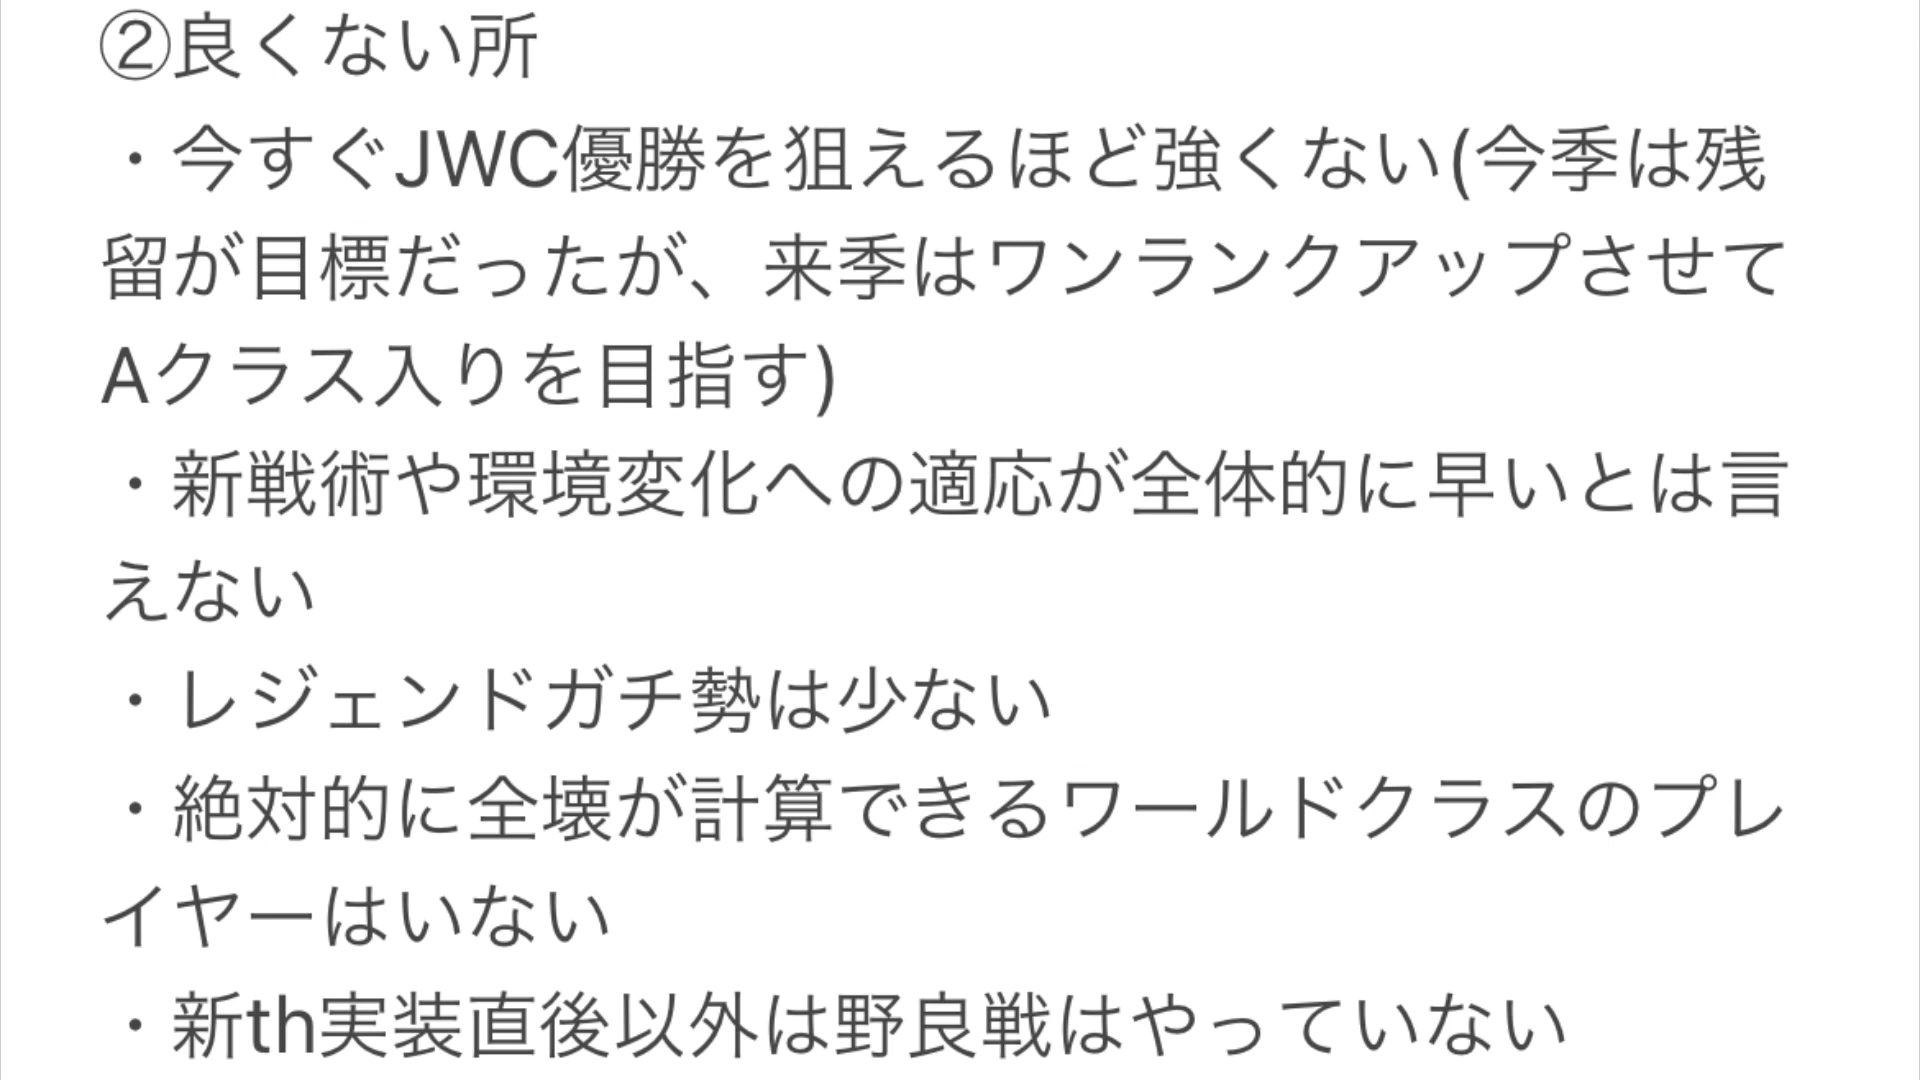 ②良くない所
・今すぐJWC優勝を狙えるほど強くない(今季は残
留が目標だったが、来季はワンランクアップさせて
Aクラス入りを目指す)
・新戦術や環境変化への適応が全体的に早いとは言
えない
・レジェンドガチ勢は少ない
・絶対的に全壊が計算できるワールドクラスのプレ
イヤーはいない
・新th実装直後以外は野良戦はやっていない